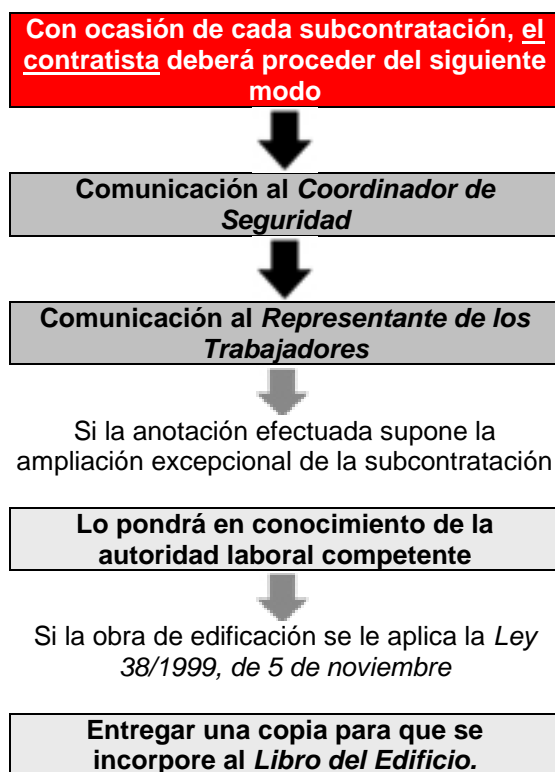 Con ocasión de cada subcontratación, el
contratista deberá proceder del siguiente
modo
Comunicación al Coordinador de
Seguridad
Comunicación al Representante de los
Trabajadores
Si la anotación efectuada supone la
ampliación excepcional de la subcontratación
Lo pondrá en conocimiento de la
autoridad laboral competente
Si la obra de edificación se le aplica la Ley
38/1999, de 5 de noviembre
Entregar una copia para que se
incorpore al Libro del Edificio.